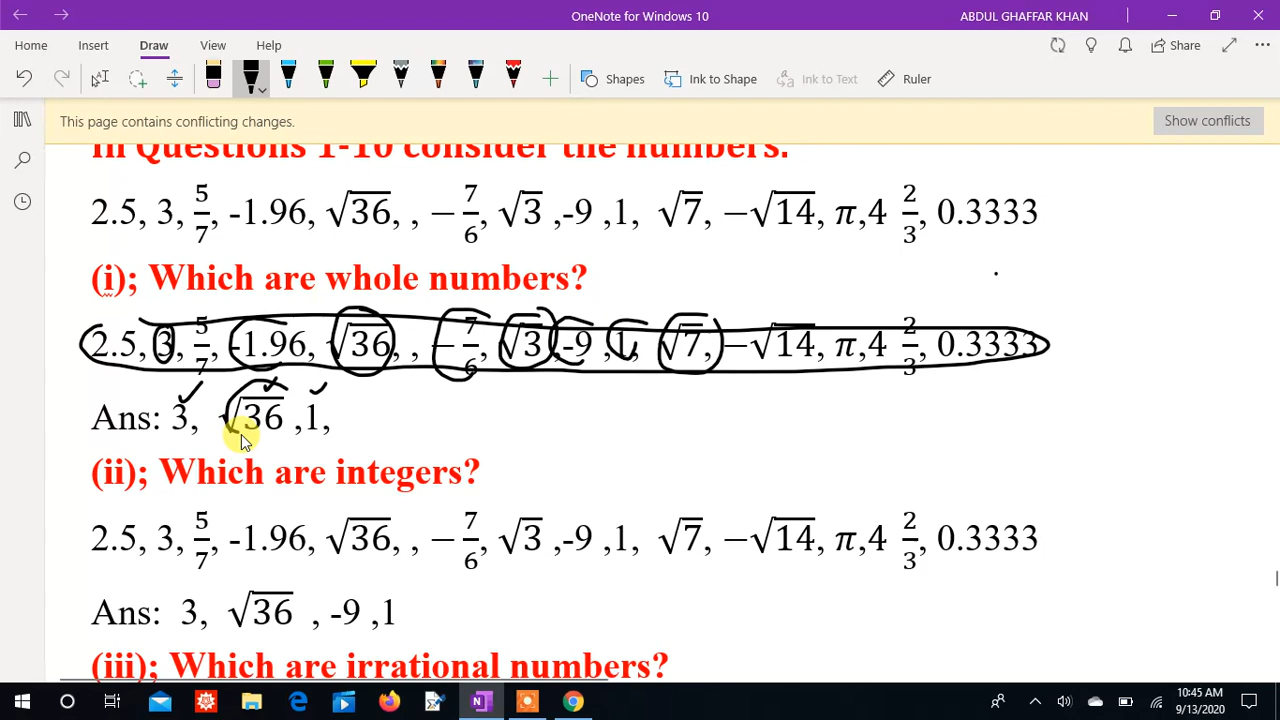 OneNote for Windows 10
ABDUL GHAFFAR KHAN
Home Insert Draw View Help
Share
Shapes
Ink to Shape
Ink to Text
Ruler
This page contains conflicting changes.
Show conflicts
In Questions 1-10 consider the numbers.
2.5, 3, 5/7, -1.96, √36, , −7/6, √3 ,-9 ,1, √7, −√14, π,4 2/3, 0.3333
(i); Which are whole numbers?
2.5, 3, 5/7, -1.96, √36, , −7/6, √3 ,-9 ,1, √7, −√14, π,4 2/3, 0.3333
Ans: 3, √36 ,1,
(ii); Which are integers?
2.5, 3, 5/7, -1.96, √36, , −7/6, √3 ,-9 ,1, √7, −√14, π,4 2/3, 0.3333
Ans: 3, √36 , -9 ,1
(iii); Which are irrational numbers?
10:45 AM
9/13/2020